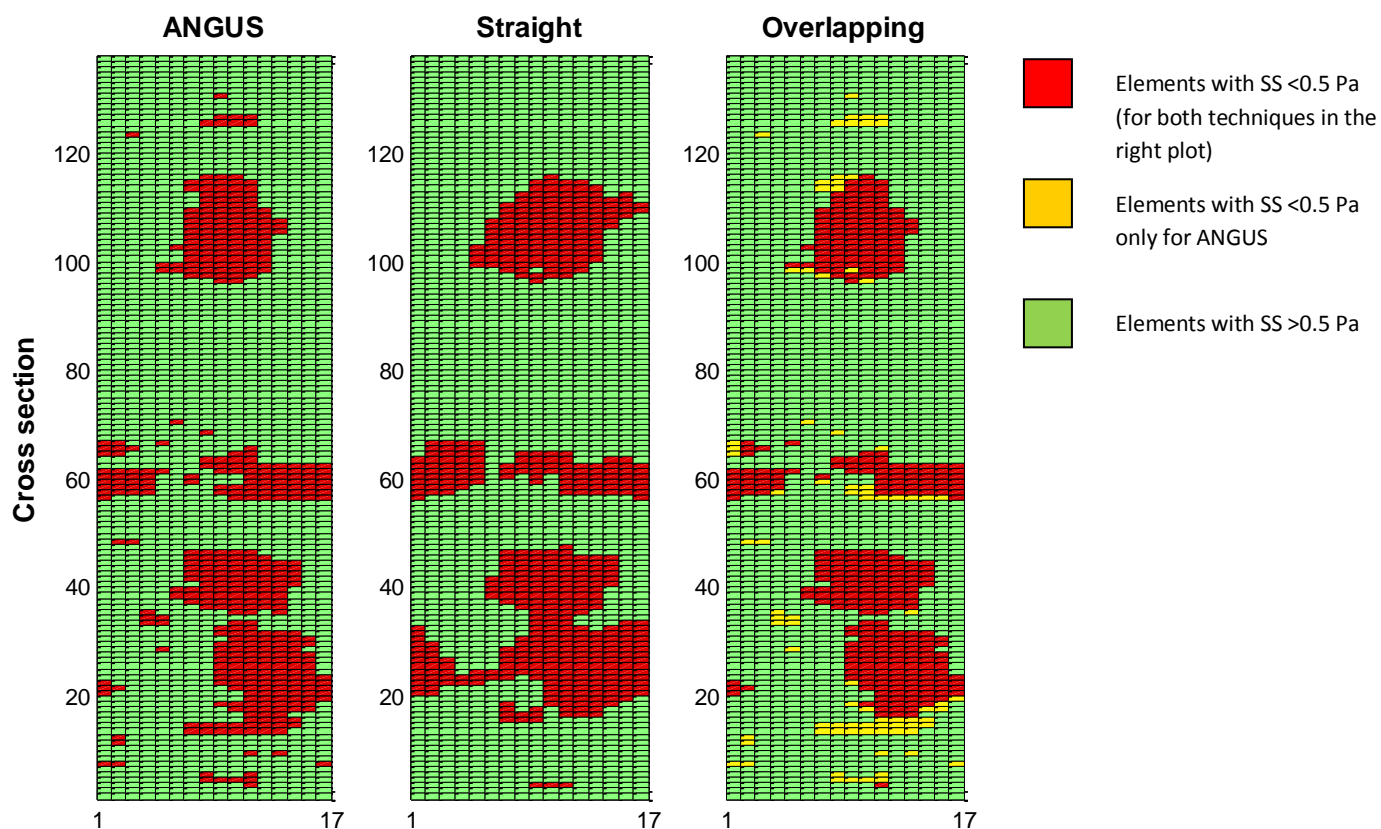 ANGUS
Straight
Overlapping
Cross section
120
100
80
60
40
20
1
17
120
100
80
60
40
20
1
17
120
100
80
60
40
20
1
17
Elements with SS <0.5 Pa
(for both techniques in the
right plot)
Elements with SS <0.5 Pa
only for ANGUS
Elements with SS >0.5 Pa